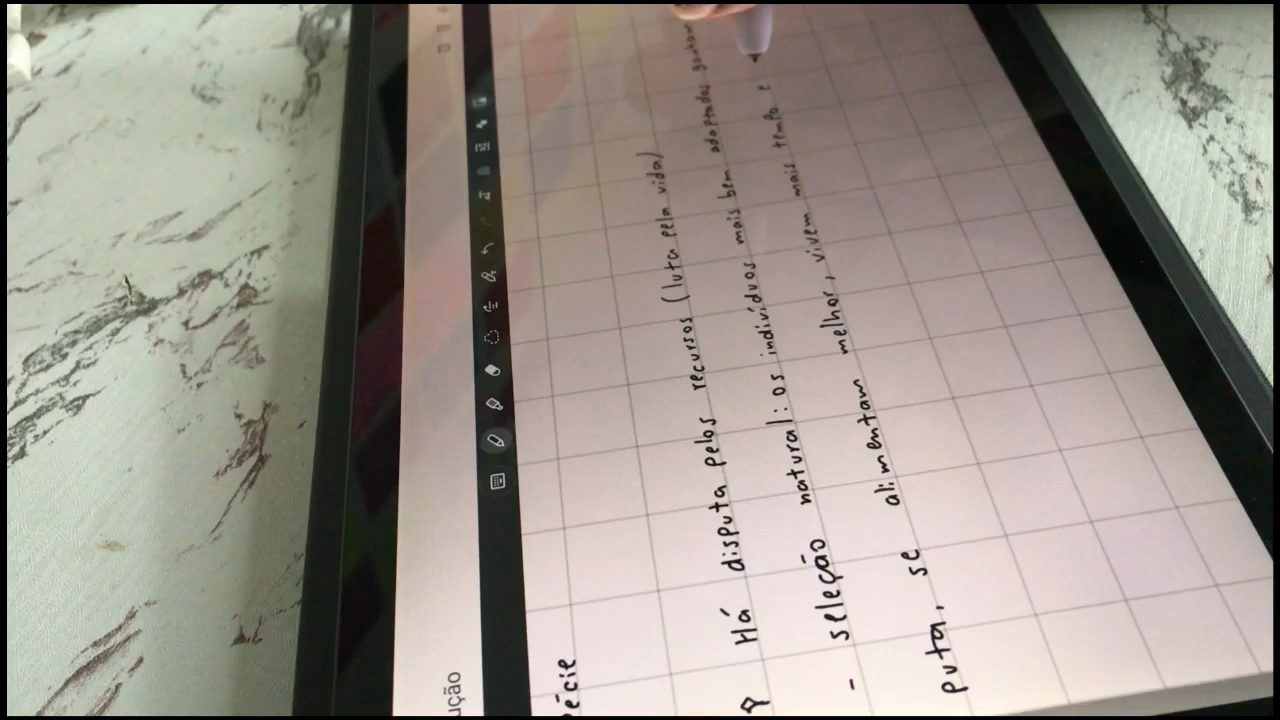 ução
écie
Há disputa pelos recursos (luta pela vida)
- seleção natural: os indivíduos mais bem adaptados ganham
puta, se alimentam melhor, vivem mais tempo e